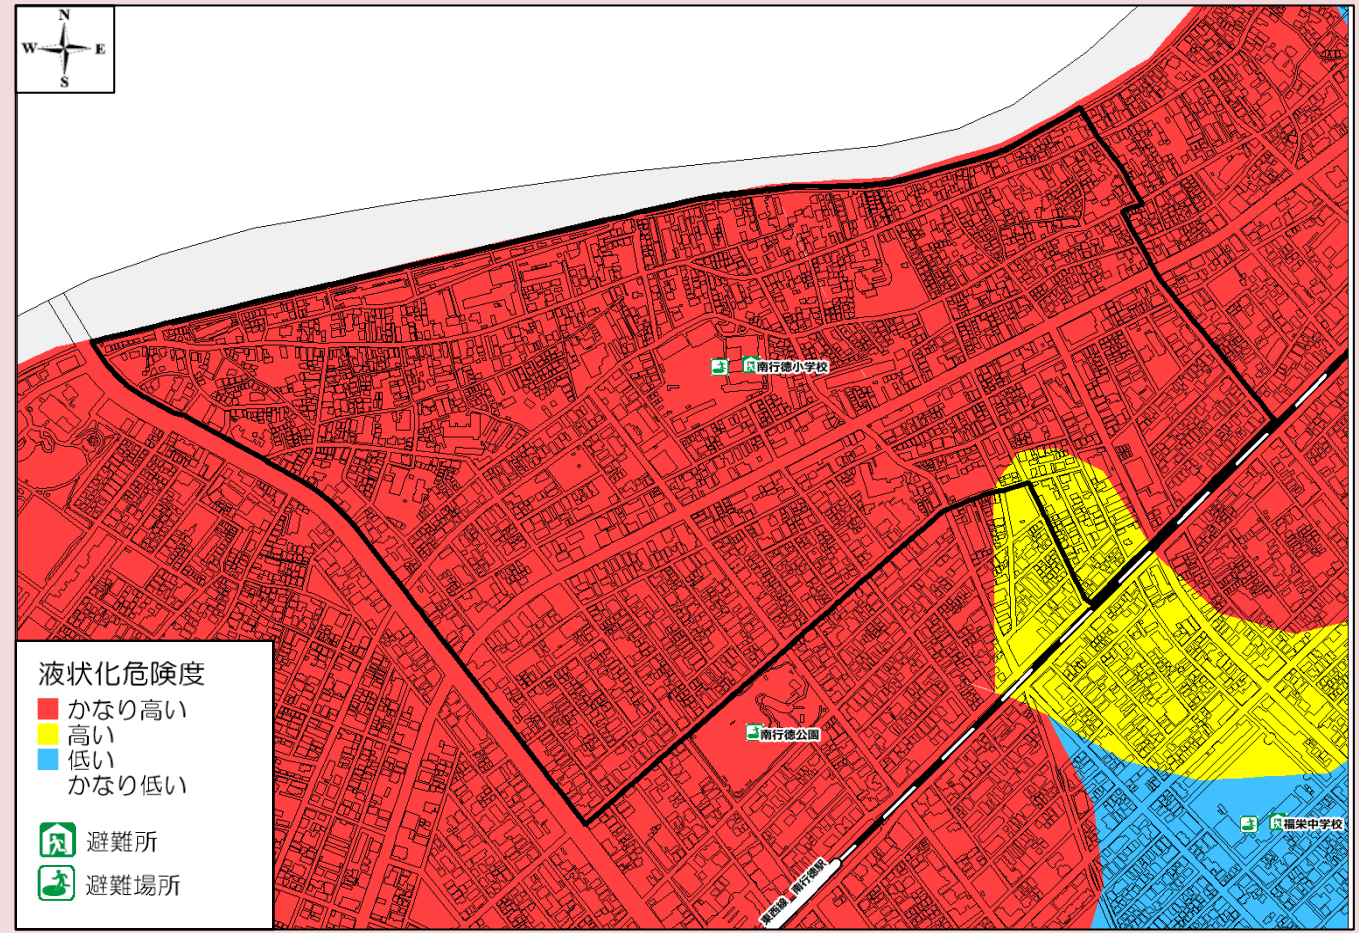 N
W E
S
南行徳小学校
南行徳公園
福栄中学校
東西線 南行徳駅
液状化危険度
かなり高い
高い
低い
かなり低い
避難所
避難場所